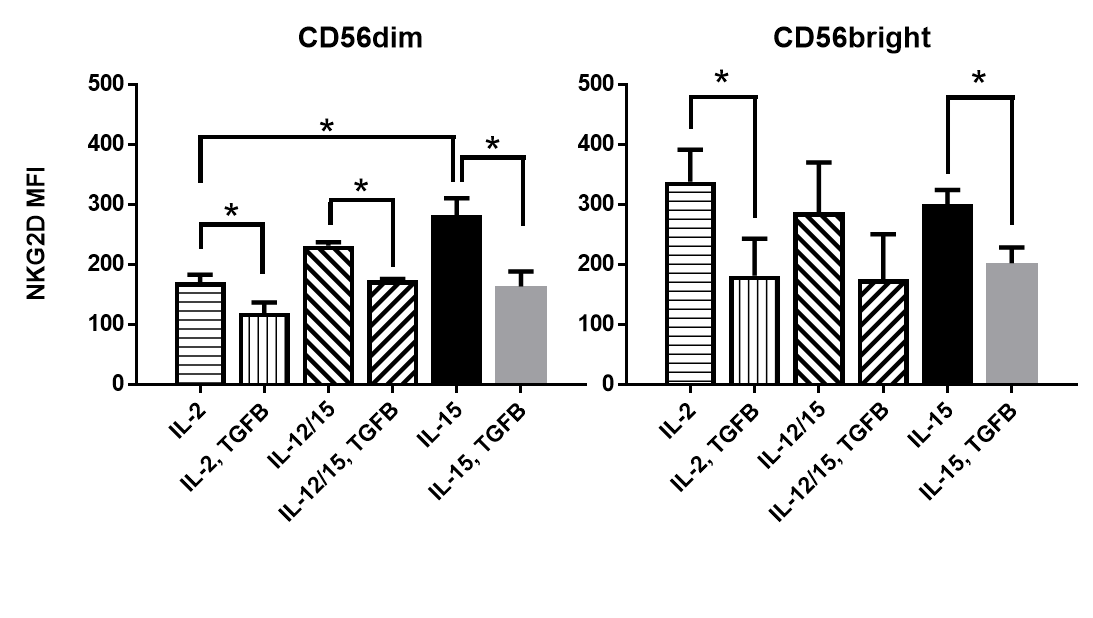 CD56dim
CD56bright
NKG2D MFI
500
400
300
200
100
0
*
*
*
*
IL-2
IL-2, TGFB
IL-12/15
IL-12/15, TGFB
IL-15
IL-15, TGFB
500
400
300
200
100
0
*
*
IL-2
IL-2, TGFB
IL-12/15
IL-12/15, TGFB
IL-15
IL-15, TGFB